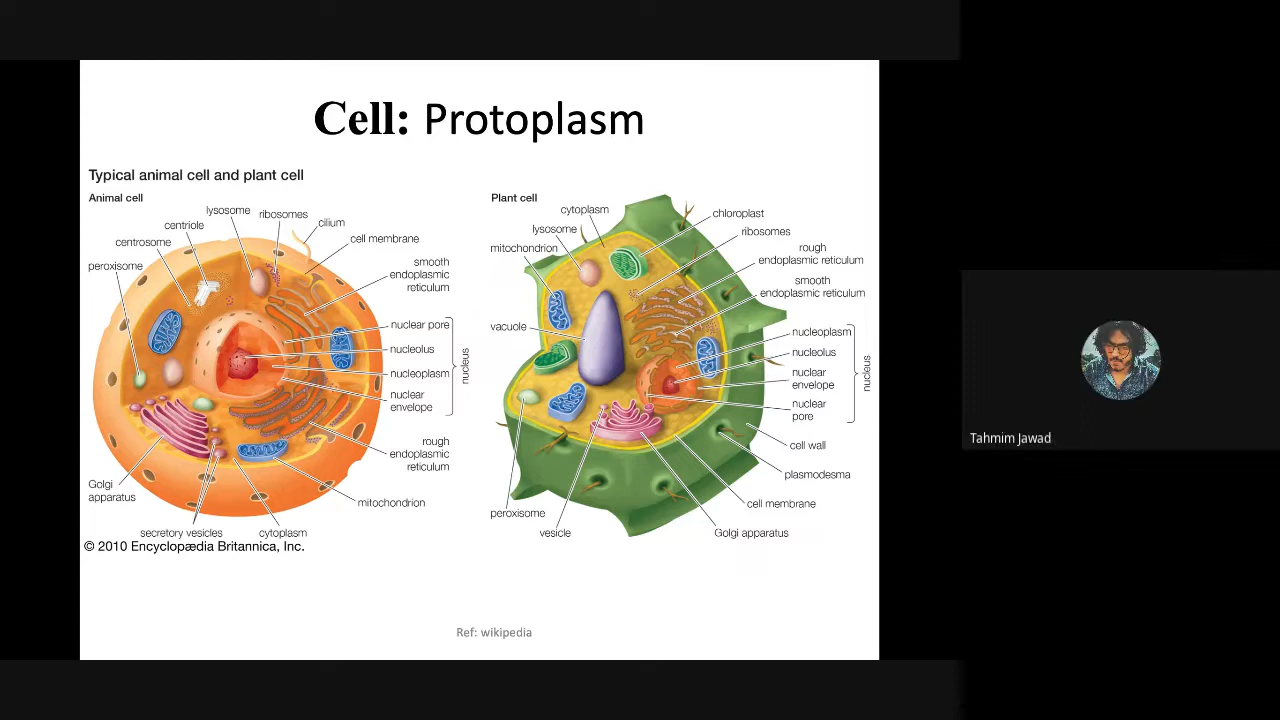 Cell: Protoplasm
Typical animal cell and plant cell
Animal cell
lysosome
ribosomes
cilium
centriole
cell membrane
centrosome
smooth
endoplasmic
reticulum
peroxisome
nuclear pore
nucleolus
nucleoplasm
nuclear
envelope
nucleus
rough
endoplasmic
reticulum
Golgi
apparatus
mitochondrion
secretory vesicles
cytoplasm
© 2010 Encyclopædia Britannica, Inc.
Plant cell
cytoplasm
chloroplast
lysosome
ribosomes
mitochondrion
rough
endoplasmic reticulum
smooth
endoplasmic reticulum
vacuole
nucleoplasm
nucleolus
nuclear
envelope
nuclear
pore
nucleus
cell wall
plasmodesma
cell membrane
peroxisome
vesicle
Golgi apparatus
Ref: wikipedia
Tahmim Jawad